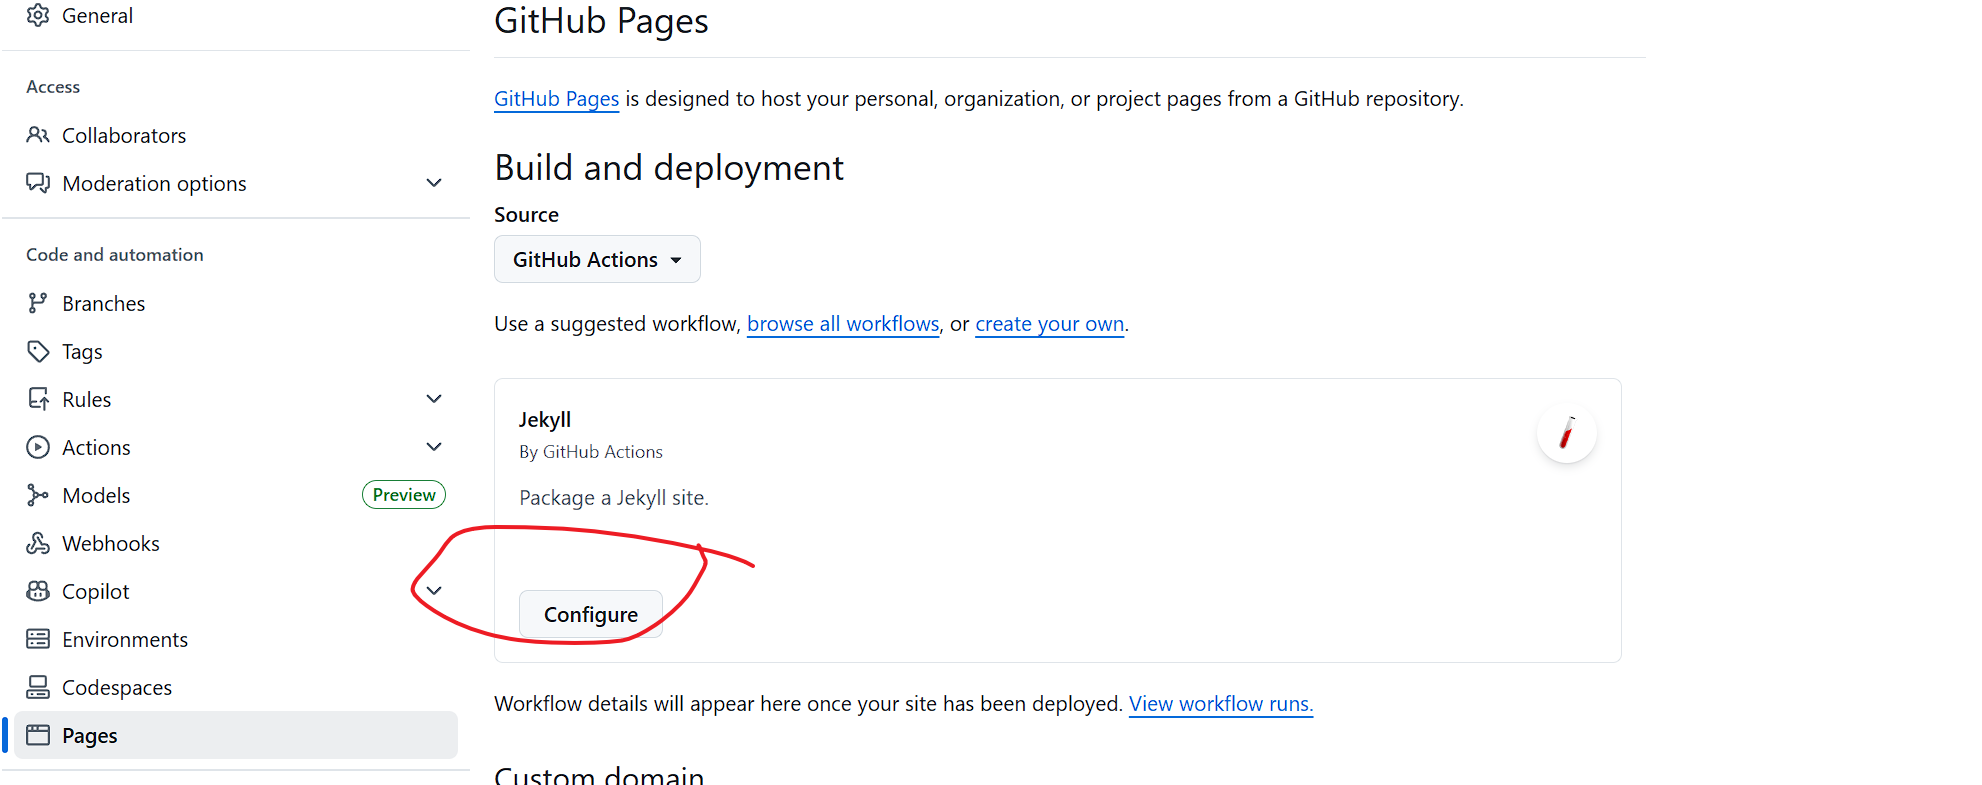 General
Access
Collaborators
Moderation options
Code and automation
Branches
Tags
Rules
Actions
Models Preview
Webhooks
Copilot
Environments
Codespaces
Pages
GitHub Pages
GitHub Pages is designed to host your personal, organization, or project pages from a GitHub repository.
Build and deployment
Source
GitHub Actions
Use a suggested workflow, browse all workflows, or create your own.
Jekyll
By GitHub Actions
Package a Jekyll site.
Configure
Workflow details will appear here once your site has been deployed. View workflow runs.
Custom domain